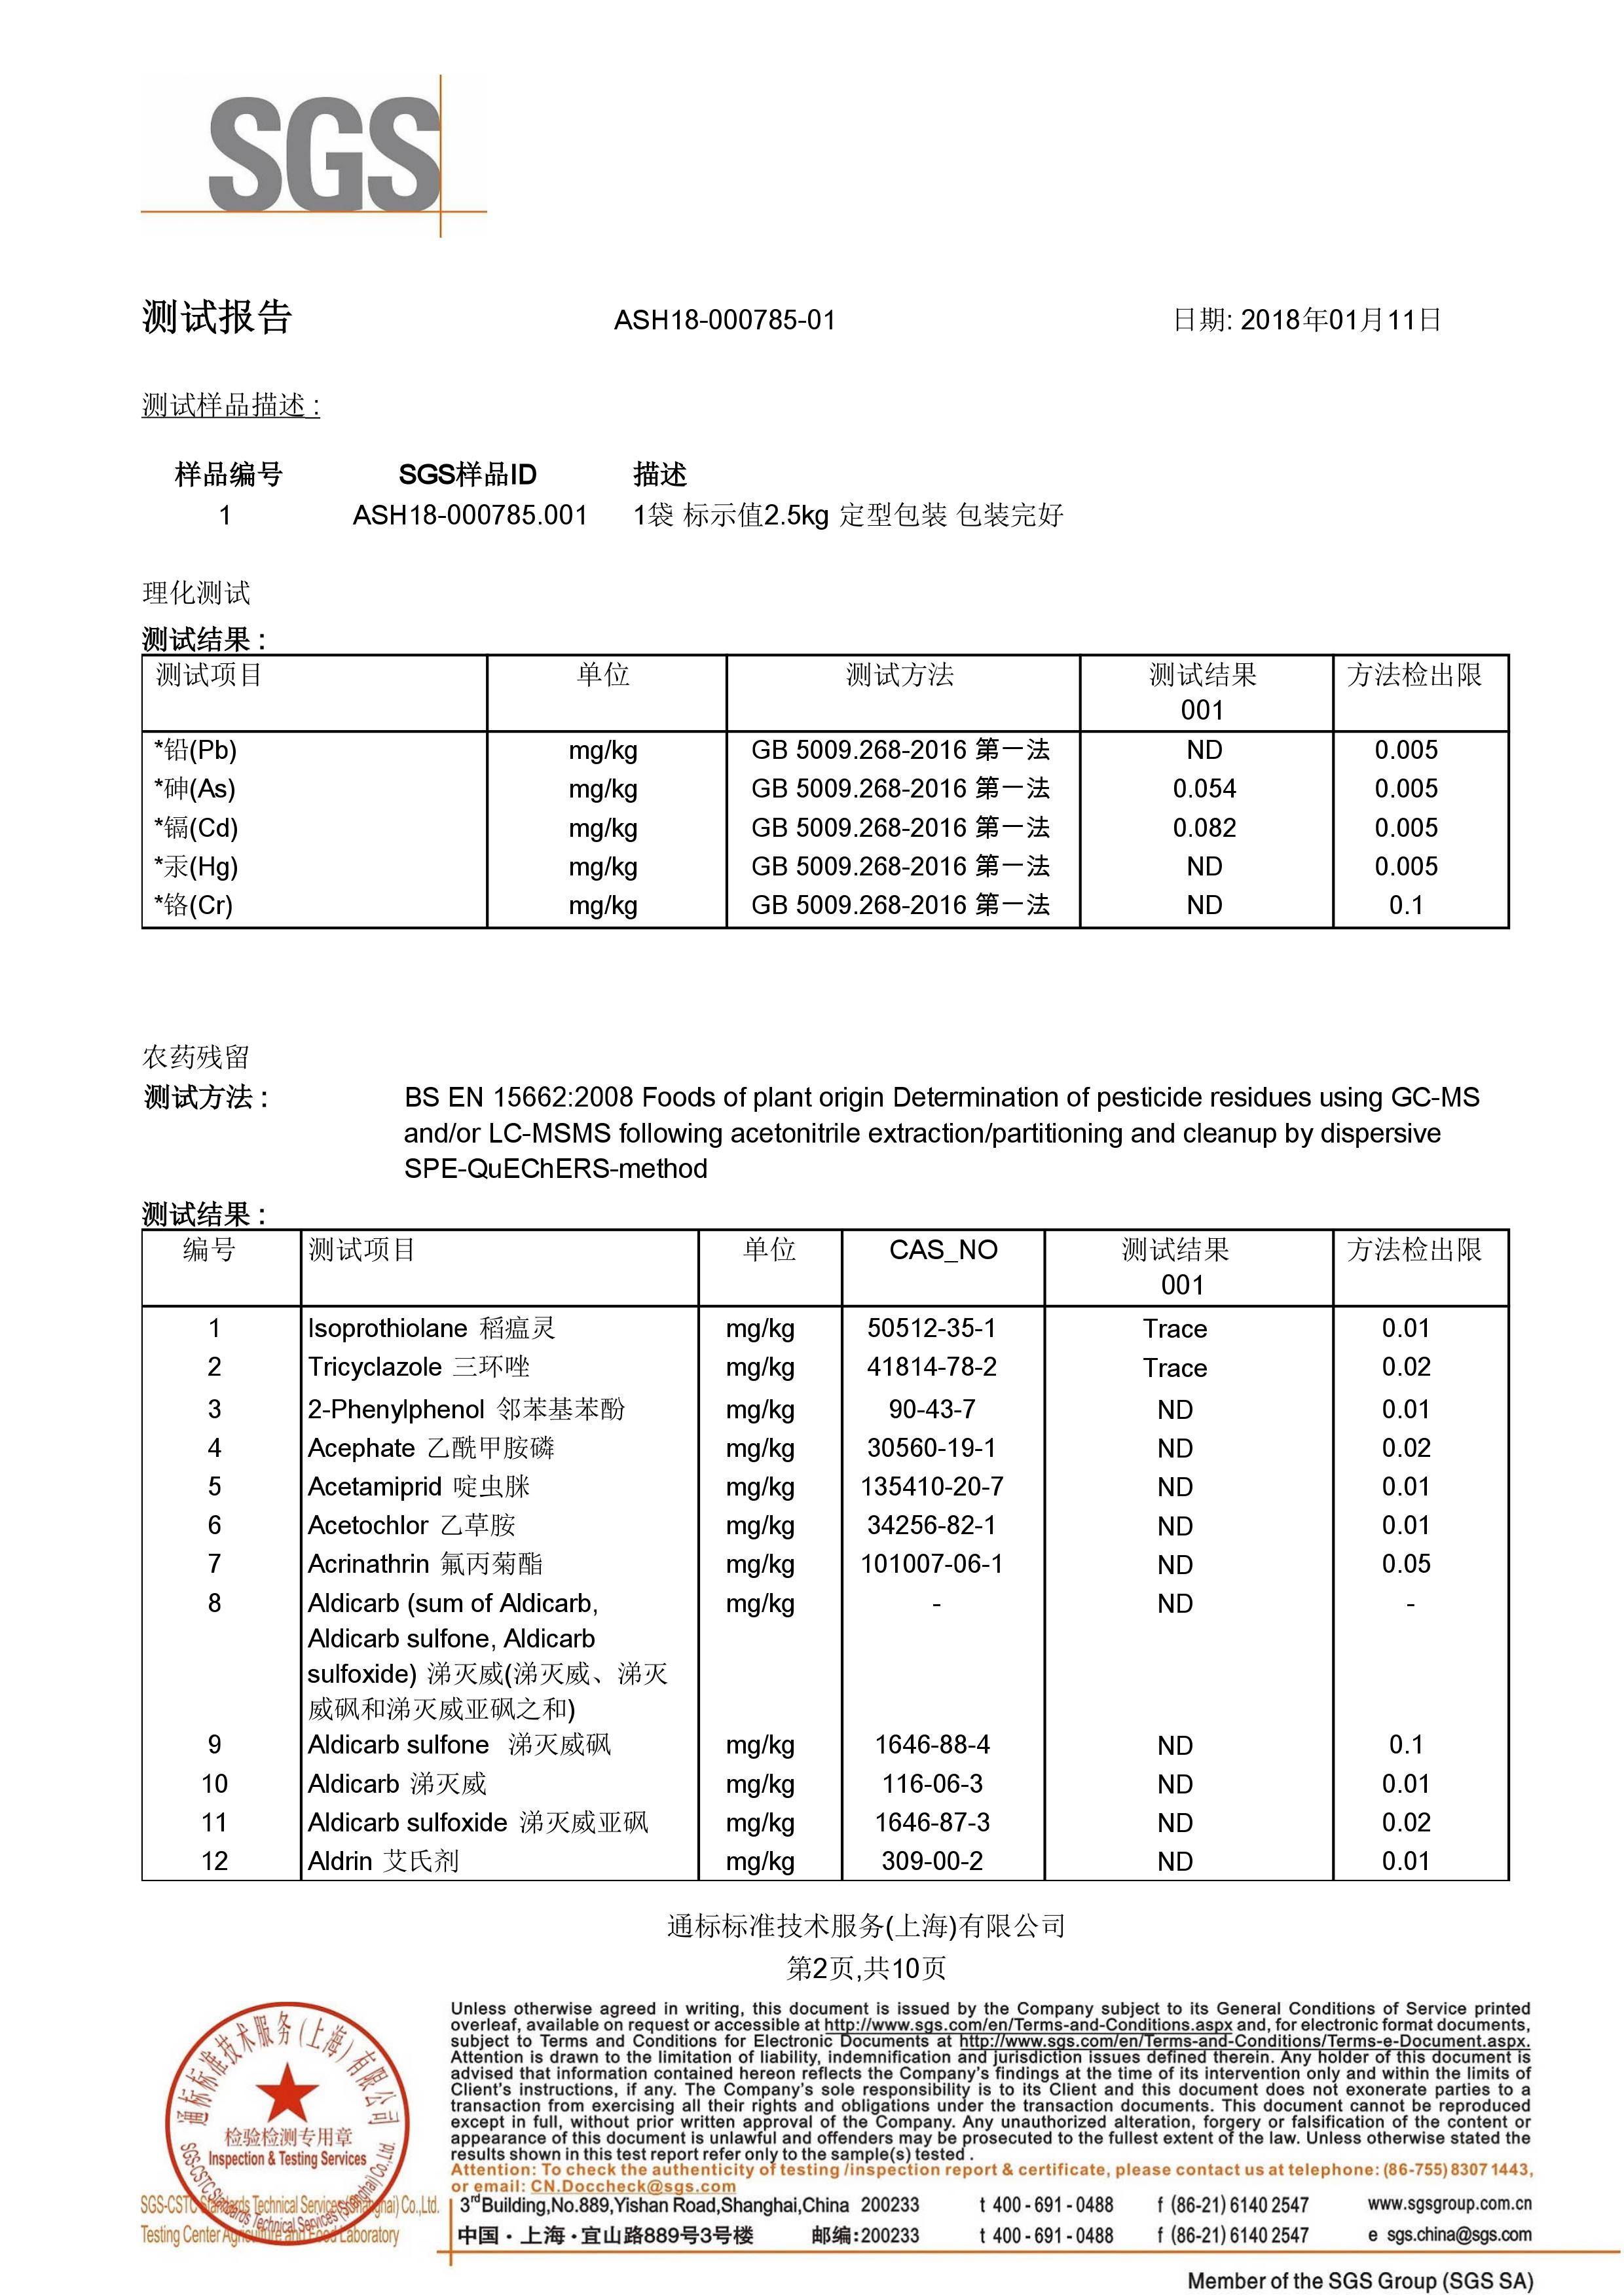 SGS
测试报告 ASH18-000785-01 日期: 2018年01月11日
测试样品描述 :
样品编号 SGS样品ID 描述
1 ASH18-000785.001 1袋 标示值2.5kg 定型包装 包装完好
理化测试
测试结果 :
测试项目 单位 测试方法 测试结果 方法检出限
001
*铅(Pb) mg/kg GB 5009.268-2016 第一法 ND 0.005
*砷(As) mg/kg GB 5009.268-2016 第一法 0.054 0.005
*镉(Cd) mg/kg GB 5009.268-2016 第一法 0.082 0.005
*汞(Hg) mg/kg GB 5009.268-2016 第一法 ND 0.005
*铬(Cr) mg/kg GB 5009.268-2016 第一法 ND 0.1
农药残留
测试方法 : BS EN 15662:2008 Foods of plant origin Determination of pesticide residues using GC-MS
and/or LC-MSMS following acetonitrile extraction/partitioning and cleanup by dispersive
SPE-QuEChERS-method
测试结果 :
编号 测试项目 单位 CAS_NO 测试结果 方法检出限
001
1 Isoprothiolane 稻瘟灵 mg/kg 50512-35-1 Trace 0.01
2 Tricyclazole 三环唑 mg/kg 41814-78-2 Trace 0.02
3 2-Phenylphenol 邻苯基苯酚 mg/kg 90-43-7 ND 0.01
4 Acephate 乙酰甲胺磷 mg/kg 30560-19-1 ND 0.02
5 Acetamiprid 啶虫脒 mg/kg 135410-20-7 ND 0.01
6 Acetochlor 乙草胺 mg/kg 34256-82-1 ND 0.01
7 Acrinathrin 氟丙菊酯 mg/kg 101007-06-1 ND 0.05
8 Aldicarb (sum of Aldicarb, mg/kg - ND -
Aldicarb sulfone, Aldicarb
sulfoxide) 涕灭威(涕灭威、涕灭
威砜和涕灭威亚砜之和)
9 Aldicarb sulfone 涕灭威砜 mg/kg 1646-88-4 ND 0.1
10 Aldicarb 涕灭威 mg/kg 116-06-3 ND 0.01
11 Aldicarb sulfoxide 涕灭威亚砜 mg/kg 1646-87-3 ND 0.02
12 Aldrin 艾氏剂 mg/kg 309-00-2 ND 0.01
通标标准技术服务(上海)有限公司
第2页,共10页
通标标准技术服务(上海)有限公司
检验检测专用章
Inspection & Testing Services
SGS-CSTC Standards Technical Services (Shanghai) Co.,Ltd.
Unless otherwise agreed in writing, this document is issued by the Company subject to its General Conditions of Service printed
overleaf, available on request or accessible at http://www.sgs.com/en/Terms-and-Conditions.aspx and, for electronic format documents,
subject to Terms and Conditions for Electronic Documents at http://www.sgs.com/en/Terms-and-Conditions/Terms-e-Document.aspx.
Attention is drawn to the limitation of liability, indemnification and jurisdiction issues defined therein. Any holder of this document is
advised that information contained hereon reflects the Company's findings at the time of its intervention only and within the limits of
Client's instructions, if any. The Company's sole responsibility is to its Client and this document does not exonerate parties to a
transaction from exercising all their rights and obligations under the transaction documents. This document cannot be reproduced
except in full, without prior written approval of the Company. Any unauthorized alteration, forgery or falsification of the content or
appearance of this document is unlawful and offenders may be prosecuted to the fullest extent of the law. Unless otherwise stated the
results shown in this test report refer only to the sample(s) tested .
Attention: To check the authenticity of testing /inspection report & certificate, please contact us at telephone: (86-755) 8307 1443,
or email: CN.Doccheck@sgs.com
SGS-CSTC Standards Technical Services (Shanghai) Co.,Ltd.
Testing Center Agriculture and Food Laboratory
3rd Building,No.889,Yishan Road,Shanghai,China 200233 t 400-691-0488 f (86-21) 6140 2547 www.sgsgroup.com.cn
中国·上海·宜山路889号3号楼 邮编:200233 t 400-691-0488 f (86-21) 6140 2547 e sgs.china@sgs.com
Member of the SGS Group (SGS SA)